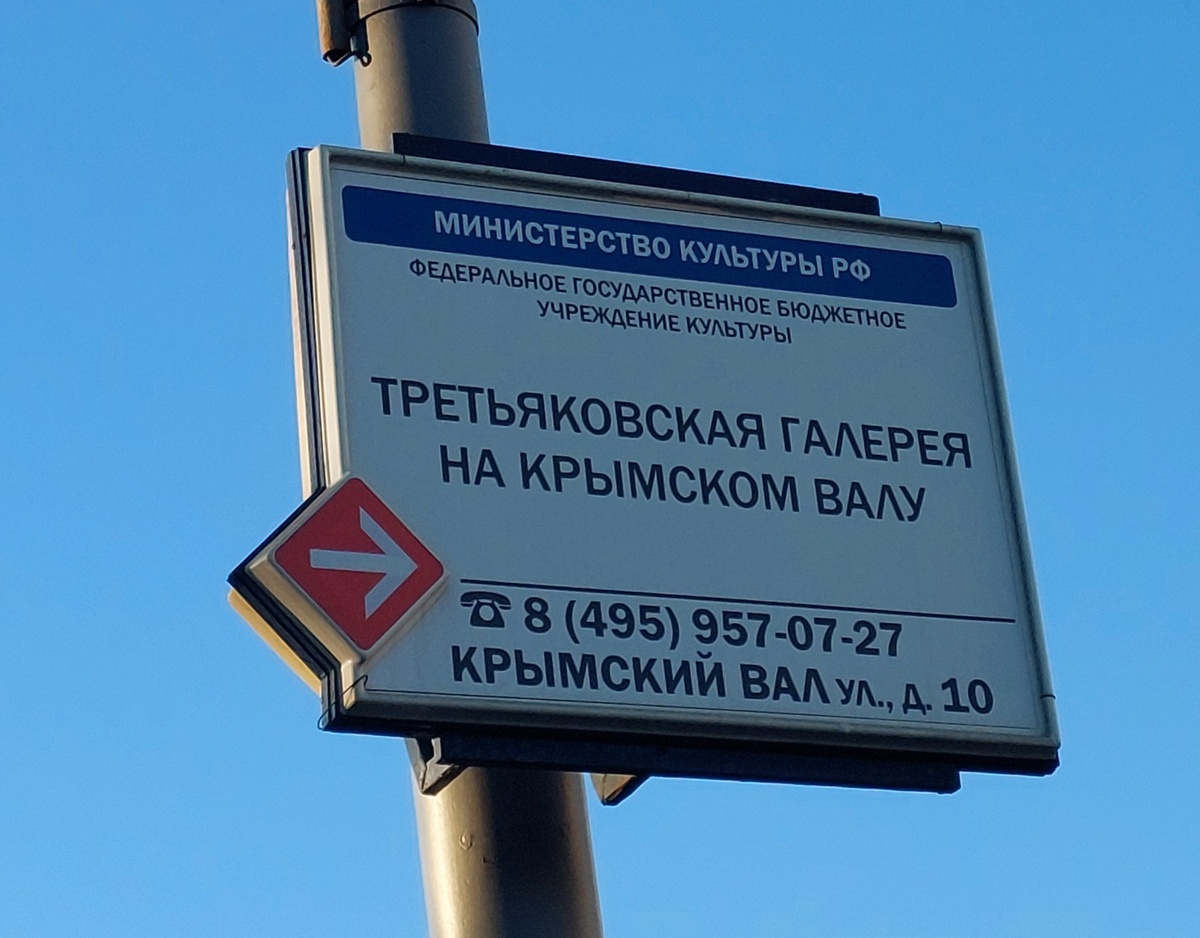 МИНИСТЕРСТВО КУЛЬТУРЫ РФ
ФЕДЕРАЛЬНОЕ ГОСУДАРСТВЕННОЕ БЮДЖЕТНОЕ
УЧРЕЖДЕНИЕ КУЛЬТУРЫ
ТРЕТЬЯКОВСКАЯ ГАЛЕРЕЯ
НА КРЫМСКОМ ВАЛУ
☎ 8 (495) 957-07-27
КРЫМСКИЙ ВАЛ УЛ., Д. 10